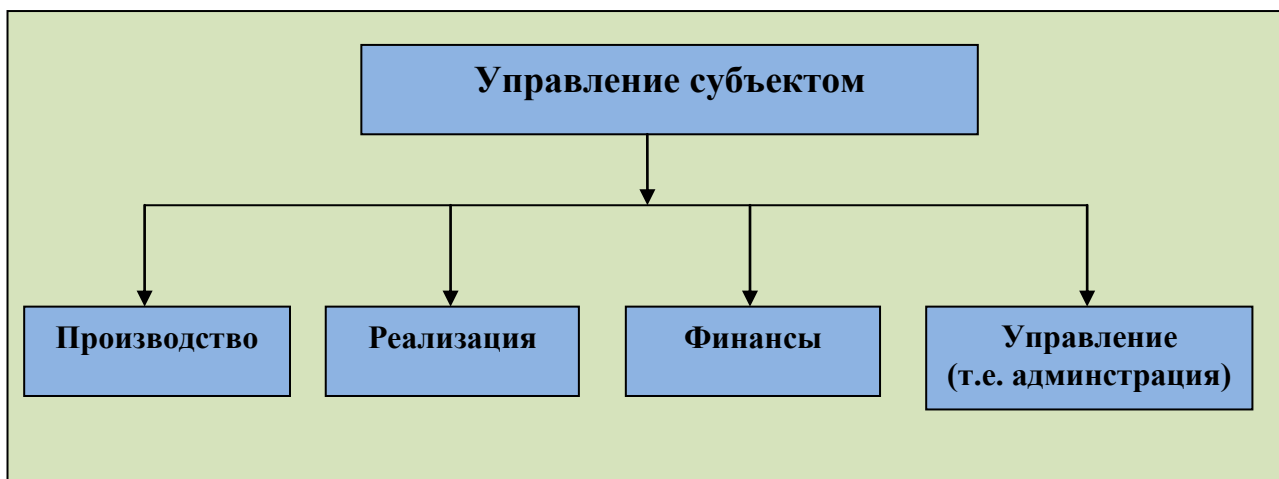 Управление субъектом
Производство
Реализация
Финансы
Управление
(т.е. админстрация)